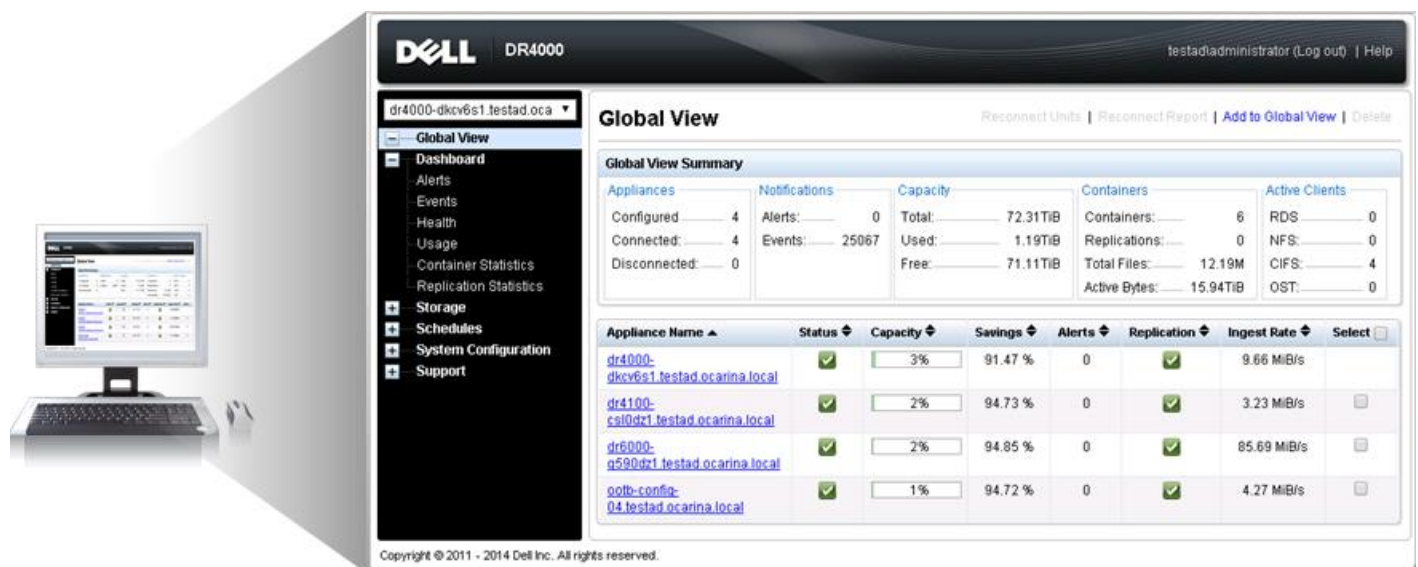 DELL DR4000
testad\administrator (Log out) | Help
dr4000-dkcv6s1.testad.oca
Global View
Dashboard
Alerts
Events
Health
Usage
Container Statistics
Replication Statistics
Storage
Schedules
System Configuration
Support
Global View
Reconnect Units | Reconnect Report | Add to Global View | Delete
Global View Summary
Appliances
Configured 4
Connected: 4
Disconnected: 0
Notifications
Alerts: 0
Events: 25067
Capacity
Total: 72.31TiB
Used: 1.19TiB
Free: 71.11TiB
Containers
Containers: 6
Replications: 0
Total Files: 12.19M
Active Bytes: 15.94TiB
Active Clients
RDS 0
NFS: 0
CIFS: 4
OST: 0
Appliance Name Status Capacity Savings Alerts Replication Ingest Rate Select
dr4000-
dkcv6s1.testad.ocarina.local 3% 91.47 % 0 9.66 MiB/s
dr4100-
csl0dz1.testad.ocarina.local 2% 94.73 % 0 3.23 MiB/s
dr6000-
g590dz1.testad.ocarina.local 2% 94.85 % 0 85.69 MiB/s
ootb-config-
04.testad.ocarina.local 1% 94.72 % 0 4.27 MiB/s
Copyright © 2011 - 2014 Dell Inc. All rights reserved.